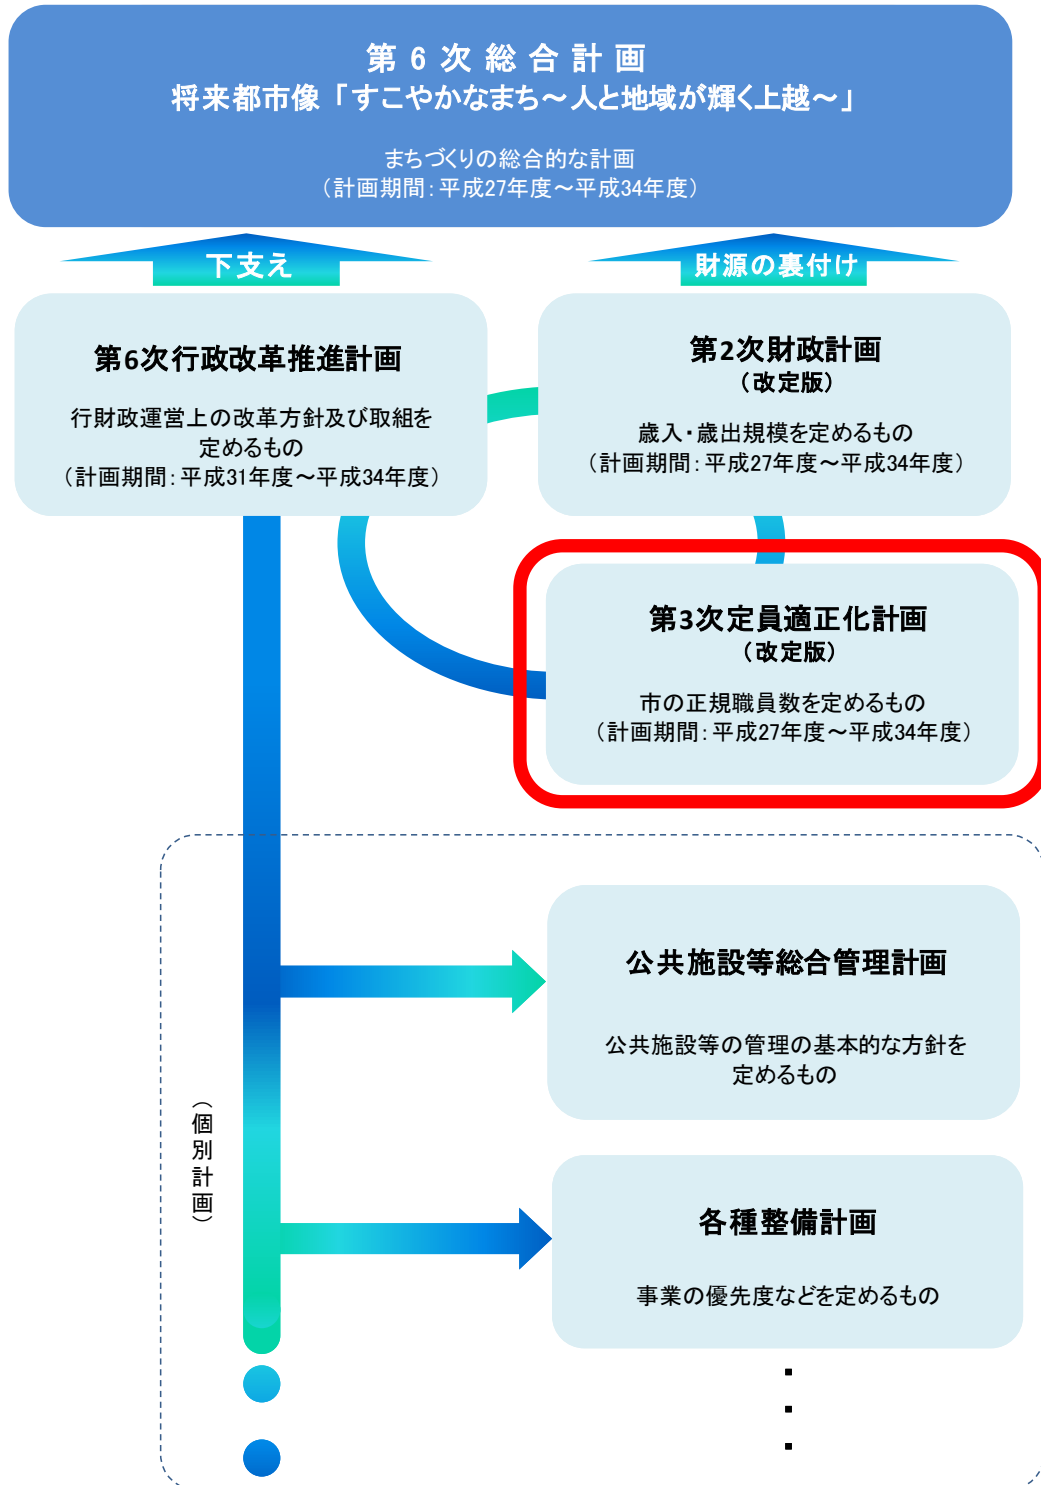 第6次総合計画
将来都市像「すこやかなまち～人と地域が輝く上越～」
まちづくりの総合的な計画
（計画期間：平成27年度～平成34年度）
下支え
財源の裏付け
第6次行政改革推進計画
行財政運営上の改革方針及び取組を
定めるもの
（計画期間：平成31年度～平成34年度）
第2次財政計画
（改定版）
歳入・歳出規模を定めるもの
（計画期間：平成27年度～平成34年度）
第3次定員適正化計画
（改定版）
市の正規職員数を定めるもの
（計画期間：平成27年度～平成34年度）
（個別計画）
公共施設等総合管理計画
公共施設等の管理の基本的な方針を
定めるもの
各種整備計画
事業の優先度などを定めるもの